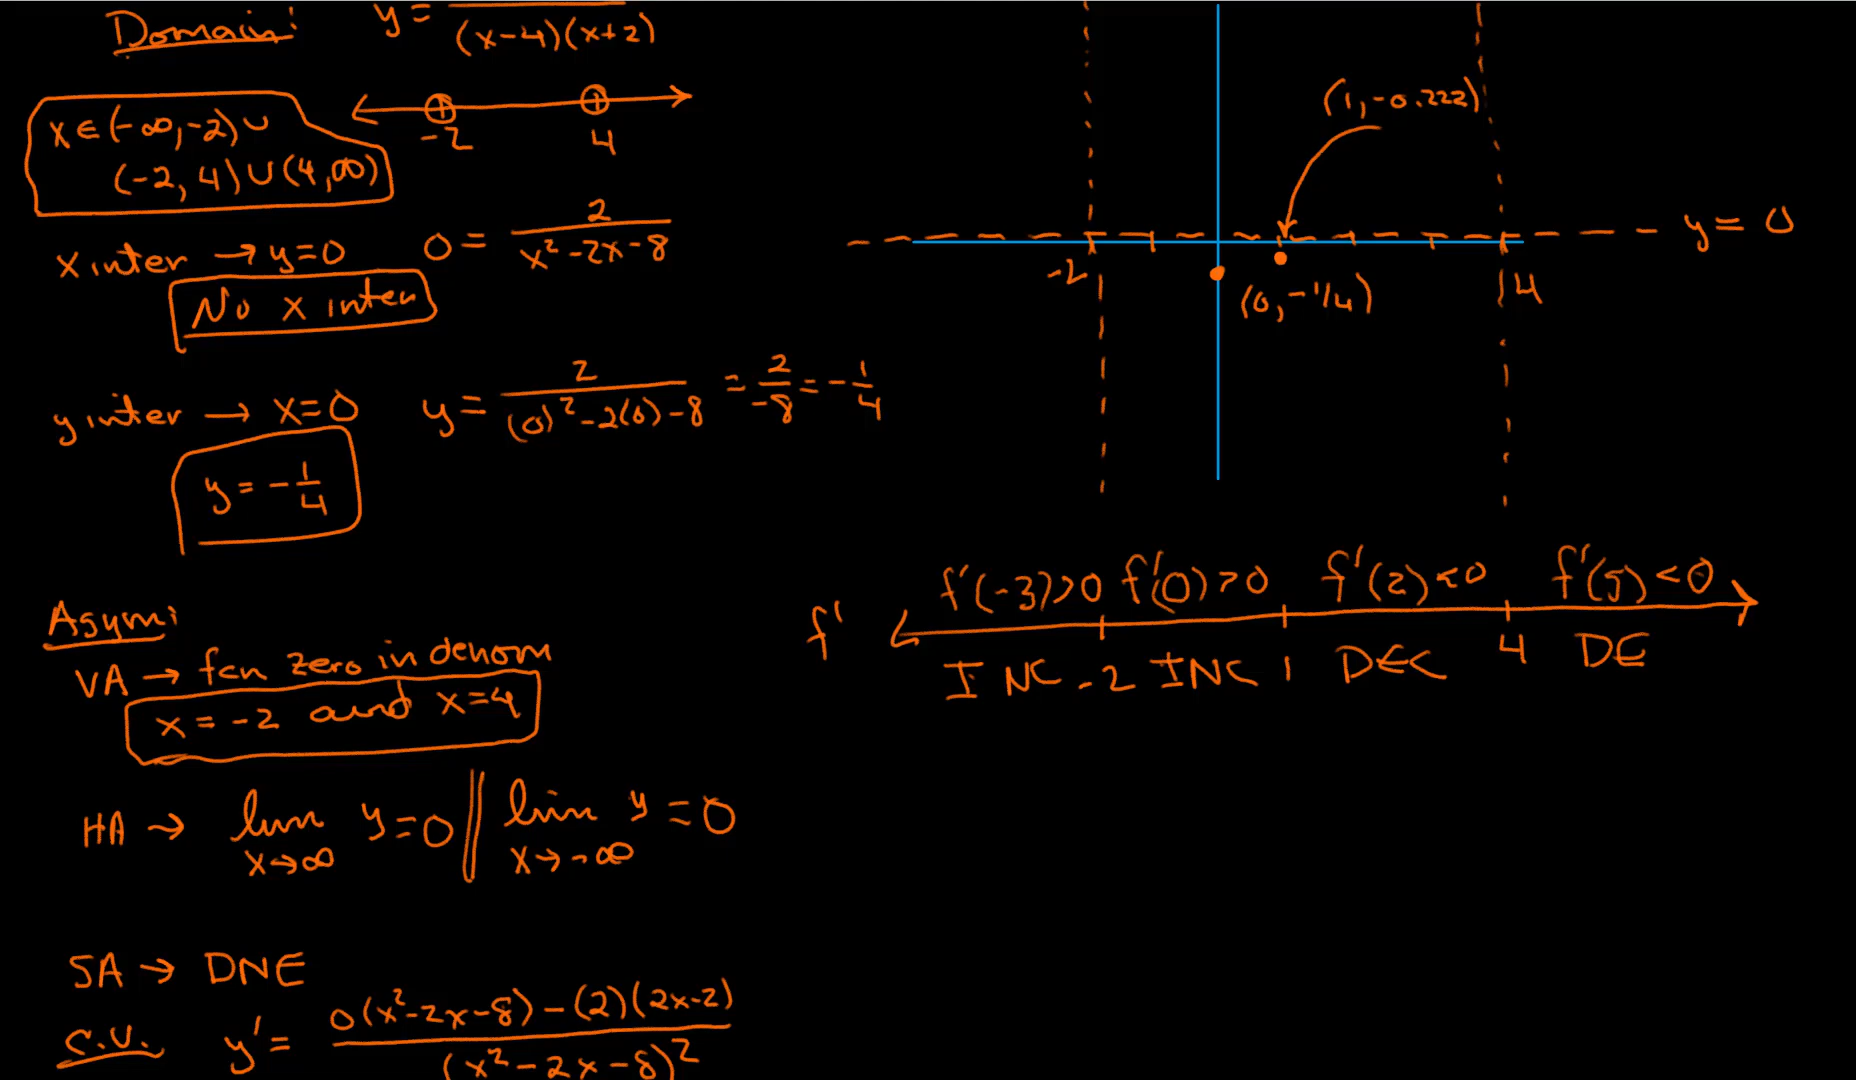 Domain: y = ―/(x-4)(x+2)
x∈(-∞,-2)∪
(-2,4)∪(4,∞)
-2 4
x inter → y=0 0 = 2/(x²-2x-8)
No x inter
y inter → x=0 y = 2/((0)²-2(0)-8) = 2/-8 = -1/4
y = -1/4
Asym:
VA → fcn zero in denom
x = -2 and x=4
HA → lim x→∞ y=0 || lim x→-∞ y=0
SA → DNE
C.V. y' = (0(x²-2x-8)-(2)(2x-2))/(x²-2x-8)²
(1,-0.222)
y = 0
-2 4
(0,-1/4)
f'(-3)>0 f'(0)>0 f'(2)<0 f'(5)<0
f'
INC -2 INC 1 DEC 4 DE